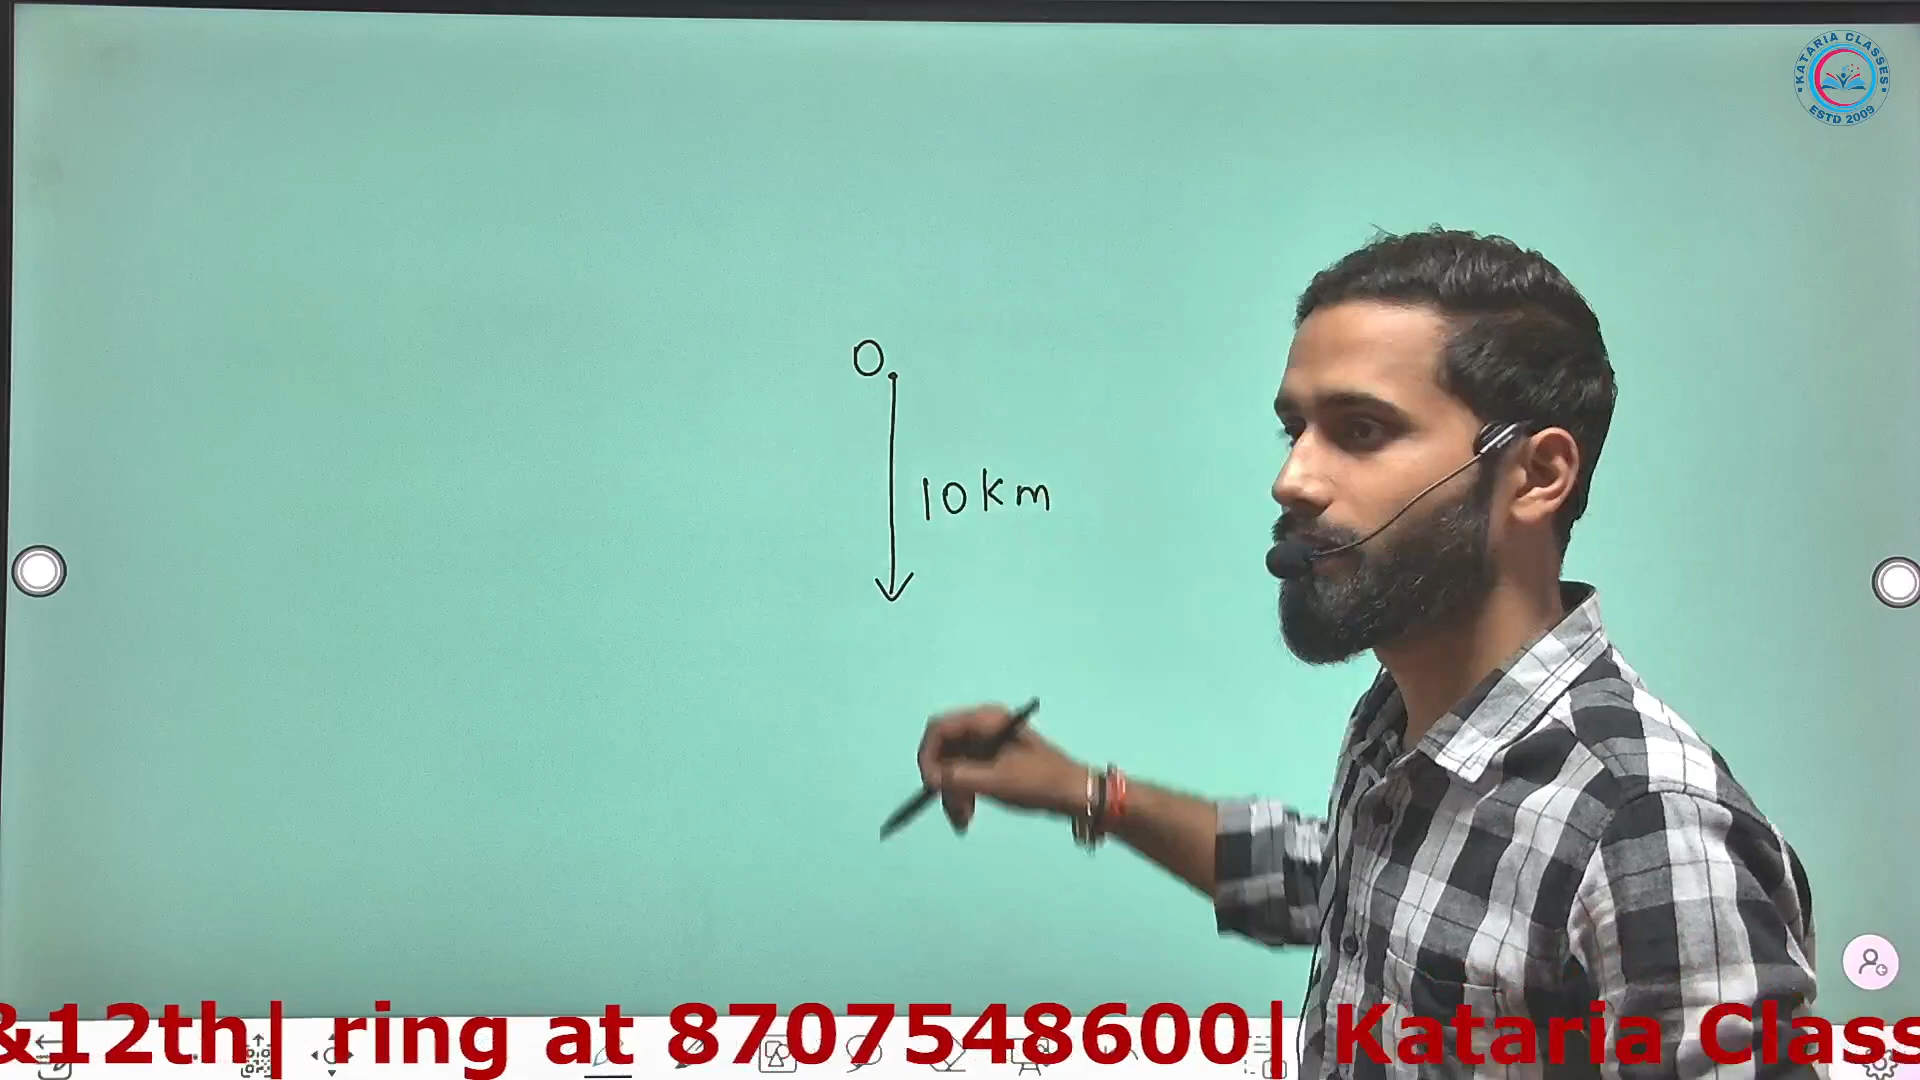 KATARIA CLASSES
ESTD 2009
O
10 km
&12th| ring at 8707548600| Kataria Class